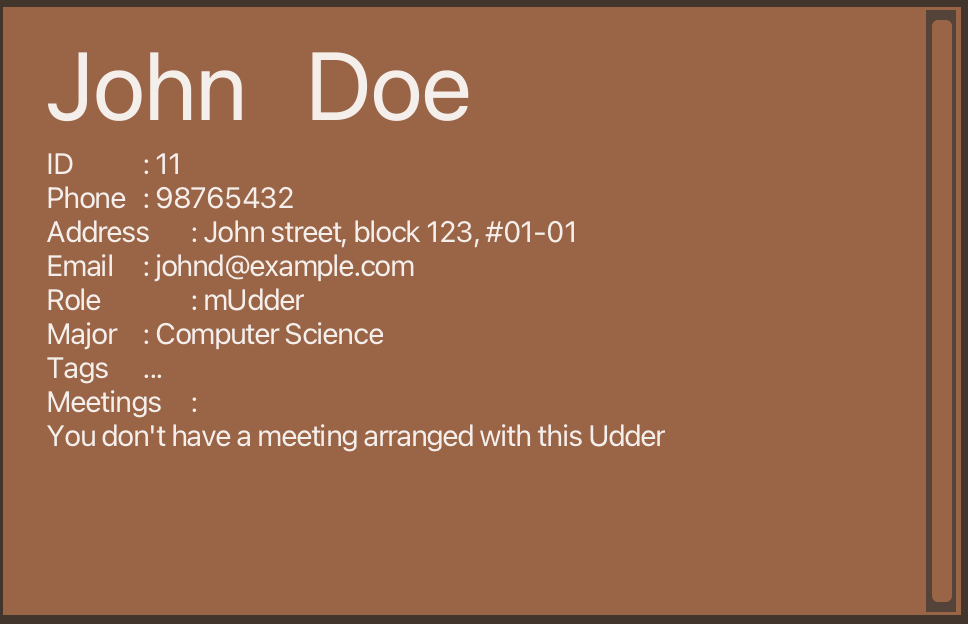 John Doe
ID : 11
Phone : 98765432
Address : John street, block 123, #01-01
Email : johnd@example.com
Role : mUdder
Major : Computer Science
Tags ...
Meetings :
You don't have a meeting arranged with this Udder